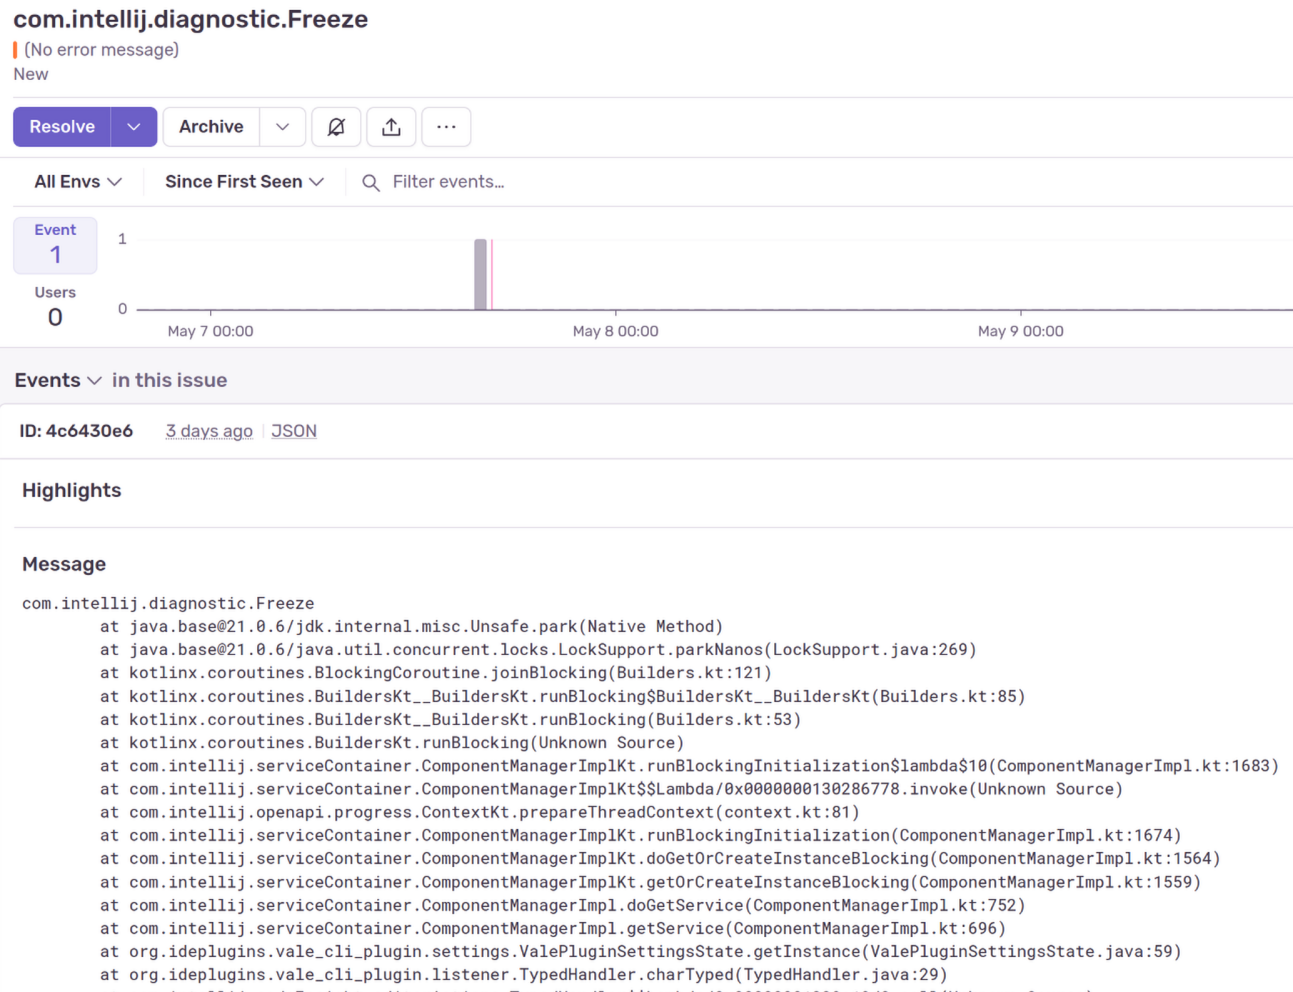 com.intellij.diagnostic.Freeze
(No error message)
New
Resolve
Archive
All Envs
Since First Seen
Filter events...
Event
1
Users
0
1
0
May 7 00:00
May 8 00:00
May 9 00:00
Events in this issue
ID: 4c6430e6 3 days ago JSON
Highlights
Message
com.intellij.diagnostic.Freeze
at java.base@21.0.6/jdk.internal.misc.Unsafe.park(Native Method)
at java.base@21.0.6/java.util.concurrent.locks.LockSupport.parkNanos(LockSupport.java:269)
at kotlinx.coroutines.BlockingCoroutine.joinBlocking(Builders.kt:121)
at kotlinx.coroutines.BuildersKt__BuildersKt.runBlocking$BuildersKt__BuildersKt(Builders.kt:85)
at kotlinx.coroutines.BuildersKt__BuildersKt.runBlocking(Builders.kt:53)
at kotlinx.coroutines.BuildersKt.runBlocking(Unknown Source)
at com.intellij.serviceContainer.ComponentManagerImplKt.runBlockingInitialization$lambda$10(ComponentManagerImpl.kt:1683)
at com.intellij.serviceContainer.ComponentManagerImplKt$$Lambda/0x0000000130286778.invoke(Unknown Source)
at com.intellij.openapi.progress.ContextKt.prepareThreadContext(context.kt:81)
at com.intellij.serviceContainer.ComponentManagerImplKt.runBlockingInitialization(ComponentManagerImpl.kt:1674)
at com.intellij.serviceContainer.ComponentManagerImplKt.doGetOrCreateInstanceBlocking(ComponentManagerImpl.kt:1564)
at com.intellij.serviceContainer.ComponentManagerImplKt.getOrCreateInstanceBlocking(ComponentManagerImpl.kt:1559)
at com.intellij.serviceContainer.ComponentManagerImpl.doGetService(ComponentManagerImpl.kt:752)
at com.intellij.serviceContainer.ComponentManagerImpl.getService(ComponentManagerImpl.kt:696)
at org.ideplugins.vale_cli_plugin.settings.ValePluginSettingsState.getInstance(ValePluginSettingsState.java:59)
at org.ideplugins.vale_cli_plugin.listener.TypedHandler.charTyped(TypedHandler.java:29)